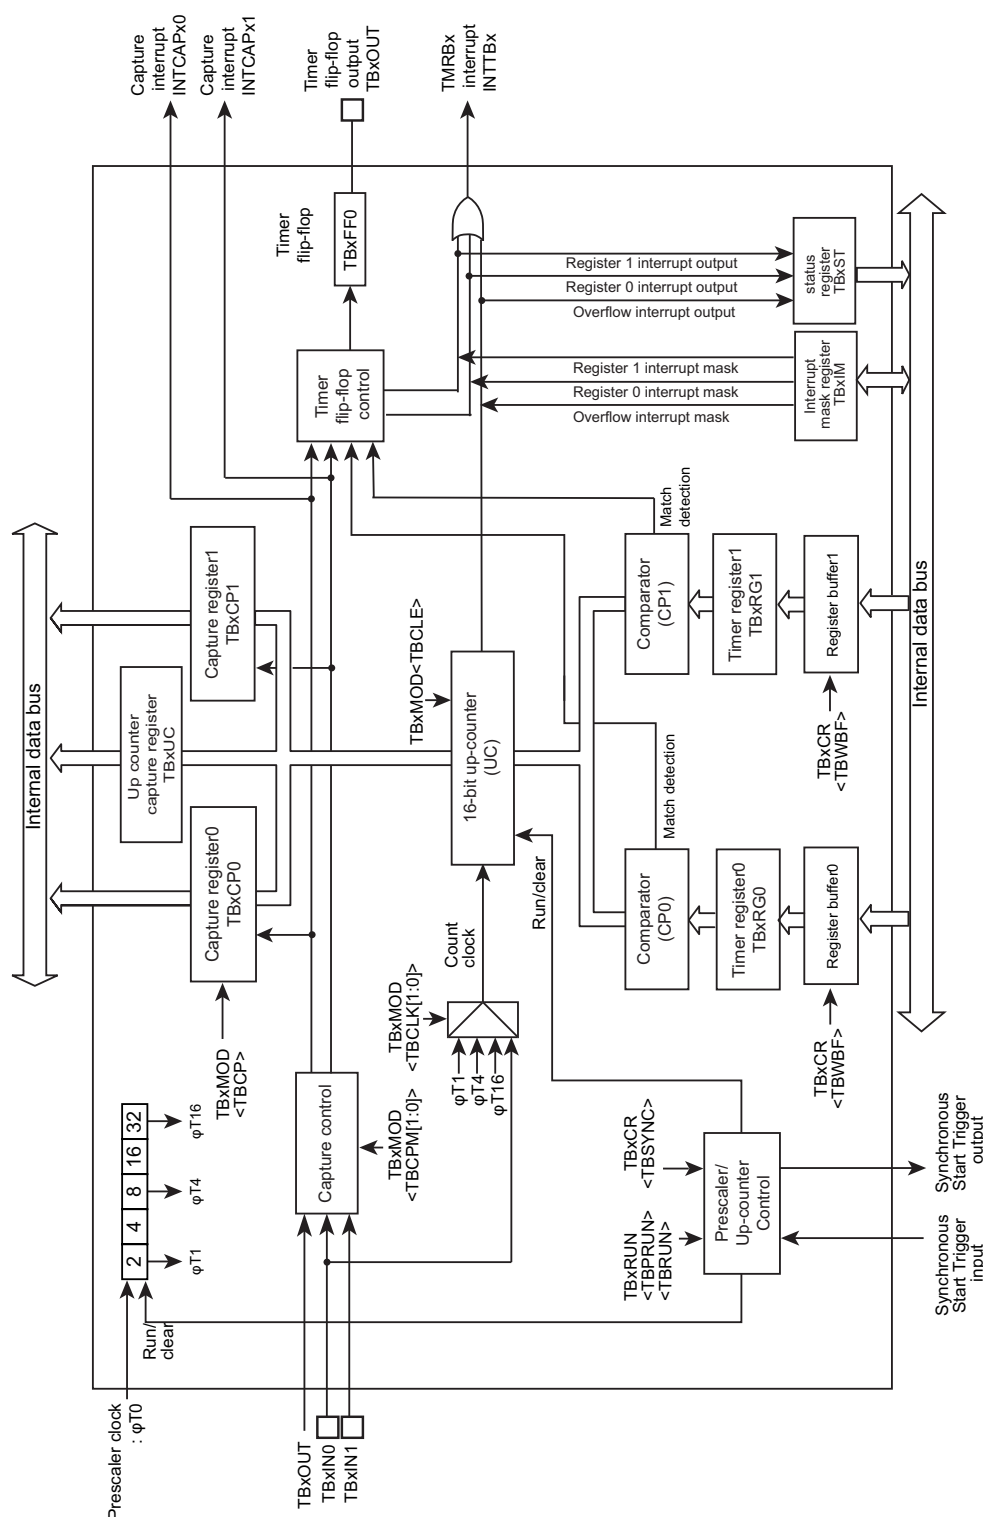 Prescaler clock
: φT0
Run/
clear
2
4
8
16
32
φT1
φT4
φT16
TBxOUT
TBxIN0
TBxIN1
Capture control
TBxMOD
<TBCPM[1:0]>
TBxMOD
<TBCP>
Internal data bus
Capture register0
TBxCP0
Up counter
capture register
TBxUC
Capture register1
TBxCP1
Capture
interrupt
INTCAPx0
Capture
interrupt
INTCAPx1
Timer
flip-flop
output
TBxOUT
TMRBx
interrupt
INTTBx
Timer
flip-flop
TBxFF0
Timer
flip-flop
control
TBxMOD
<TBCLK[1:0]>
φT1
φT4
φT16
Count
clock
16-bit up-counter
(UC)
TBxMOD<TBCLE>
Run/clear
Register 1 interrupt output
Register 0 interrupt output
Overflow interrupt output
Register 1 interrupt mask
Register 0 interrupt mask
Overflow interrupt mask
status
register
TBxST
Interrupt
mask register
TBxIM
Match detection
Match
detection
Comparator
(CP0)
Comparator
(CP1)
Timer register0
TBxRG0
Timer register1
TBxRG1
Register buffer0
Register buffer1
TBxCR
<TBWBF>
TBxCR
<TBWBF>
TBxRUN
<TBPRUN>
<TBRUN>
TBxCR
<TBSYNC>
Prescaler/
Up-counter
Control
Internal data bus
Synchronous
Start Trigger
input
Synchronous
Start Trigger
output